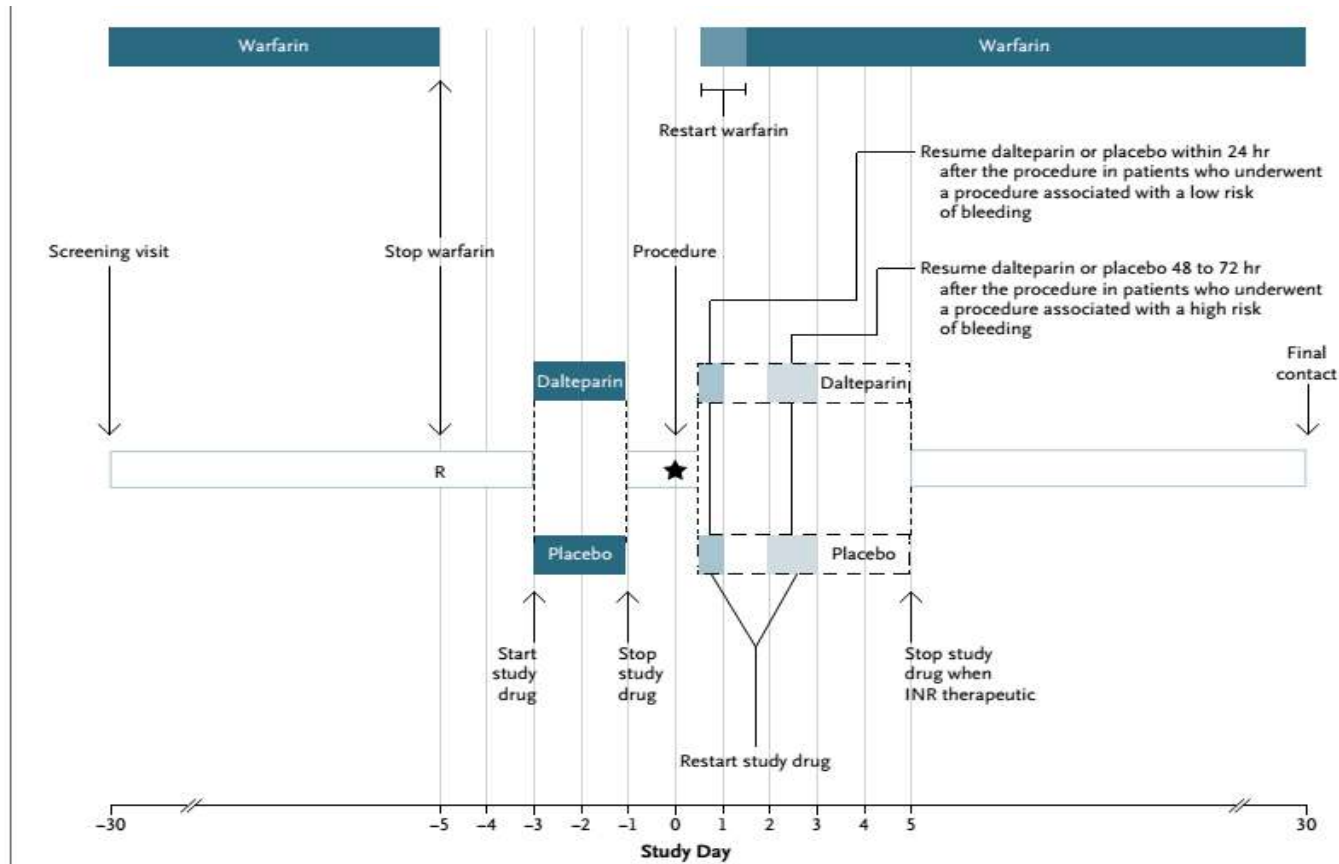 Warfarin
Warfarin
Restart warfarin
Resume dalteparin or placebo within 24 hr
after the procedure in patients who underwent
a procedure associated with a low risk
of bleeding
Screening visit
Stop warfarin
Procedure
Resume dalteparin or placebo 48 to 72 hr
after the procedure in patients who underwent
a procedure associated with a high risk
of bleeding
Final
contact
Dalteparin
Dalteparin
R
Placebo
Placebo
Start
study
drug
Stop
study
drug
Stop study
drug when
INR therapeutic
Restart study drug
−30
−5
−4
−3
−2
−1
0
1
2
3
4
5
30
Study Day